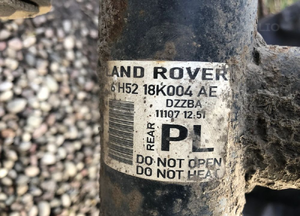 LAND ROVER
6H52 18K004 AE
DZZBA
11107 12:51
REAR
PL
DO NOT OPEN
DO NOT HEAT